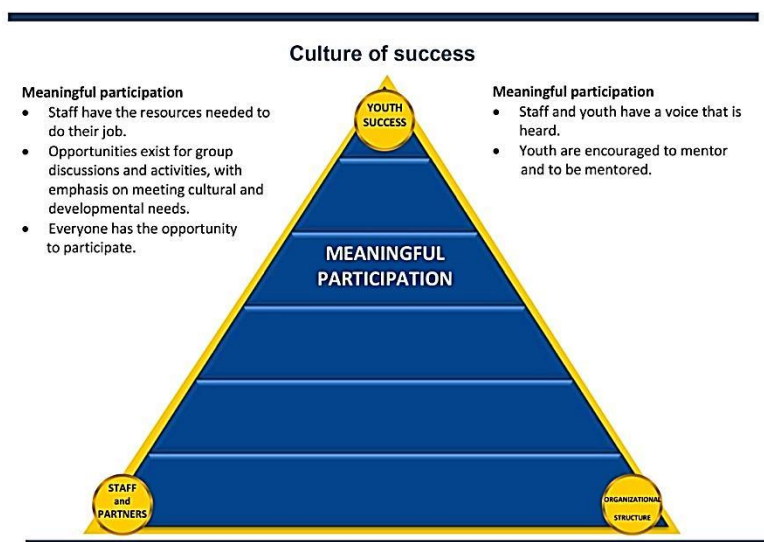 Culture of success
Meaningful participation
• Staff have the resources needed to
do their job.
• Opportunities exist for group
discussions and activities, with
emphasis on meeting cultural and
developmental needs.
• Everyone has the opportunity
to participate.
Meaningful participation
• Staff and youth have a voice that is
heard.
• Youth are encouraged to mentor
and to be mentored.
YOUTH
SUCCESS
MEANINGFUL
PARTICIPATION
STAFF
and
PARTNERS
ORGANIZATIONAL
STRUCTURE